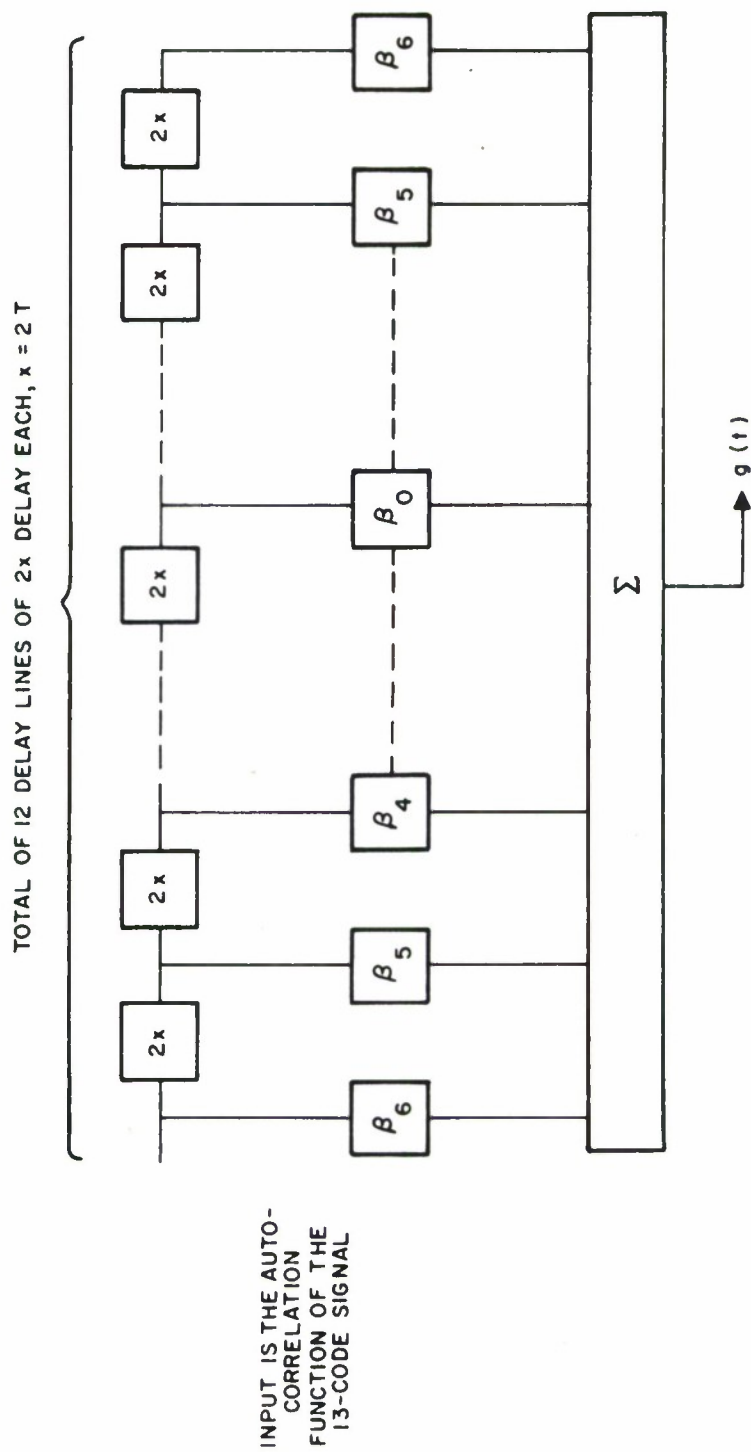 TOTAL OF 12 DELAY LINES OF 2x DELAY EACH, x = 2T
2x
2x
2x
2x
2x
β6
β5
β4
β0
β5
β6
INPUT IS THE AUTO-
CORRELATION
FUNCTION OF THE
13-CODE SIGNAL
Σ
g (t)